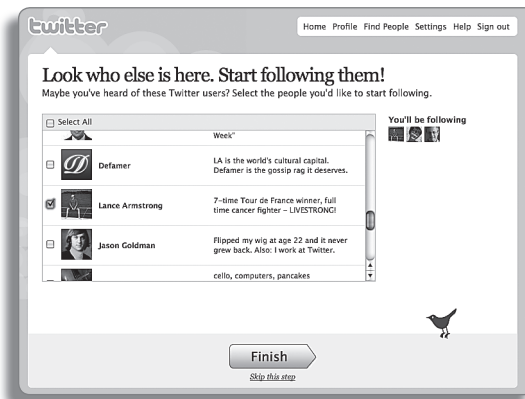 twitter
Home Profile Find People Settings Help Sign out
Look who else is here. Start following them!
Maybe you've heard of these Twitter users? Select the people you'd like to start following.
Select All
You'll be following
Week"
D
Defamer
LA is the world's cultural capital.
Defamer is the gossip rag it deserves.
Lance Armstrong
7-time Tour de France winner, full
time cancer fighter - LIVESTRONG!
Jason Goldman
Flipped my wig at age 22 and it never
grew back. Also: I work at Twitter.
cello, computers, pancakes
Finish
Skip this step